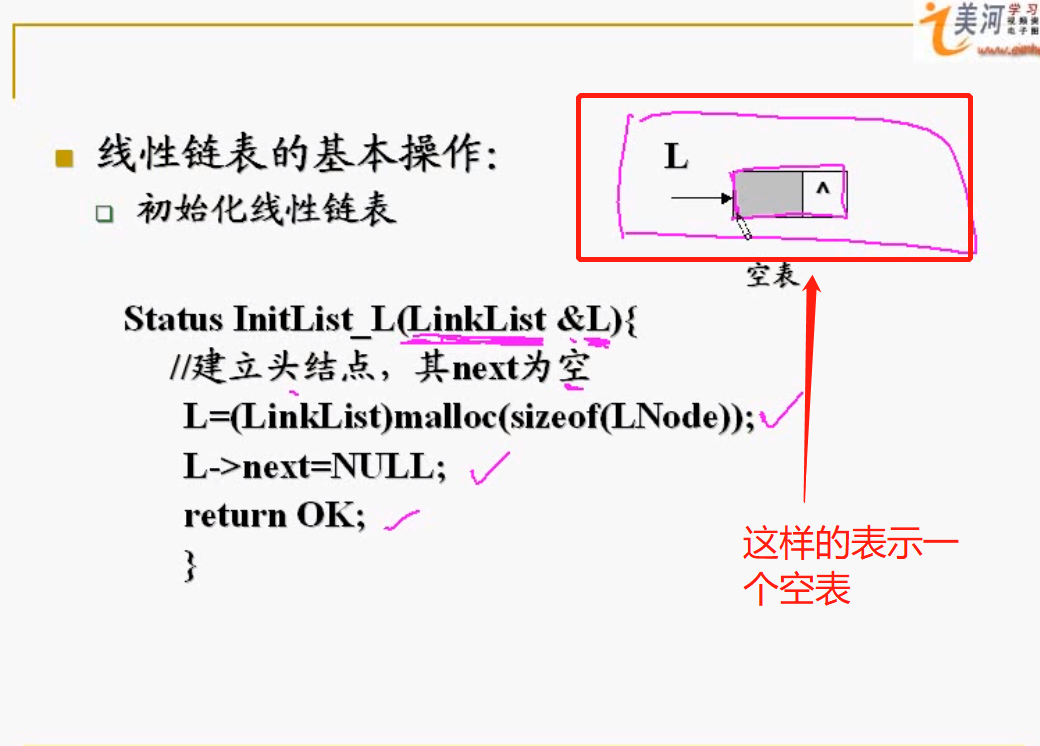 美河学习
视频
电子图
线性链表的基本操作：
初始化线性链表
L
^
空表
Status InitList_L(LinkList &L){
//建立头结点，其next为空
L=(LinkList)malloc(sizeof(LNode));
L->next=NULL;
return OK;
}
这样的表示一
个空表